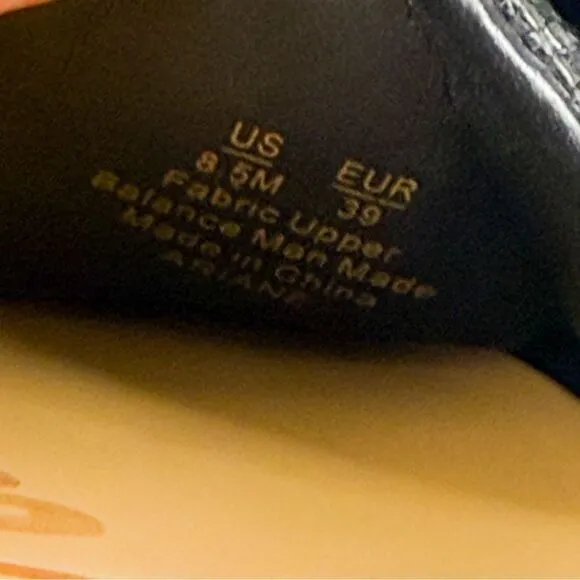 US EUR
8.5M 39
Fabric Upper
Balance Man Made
Made in China
ARIANE